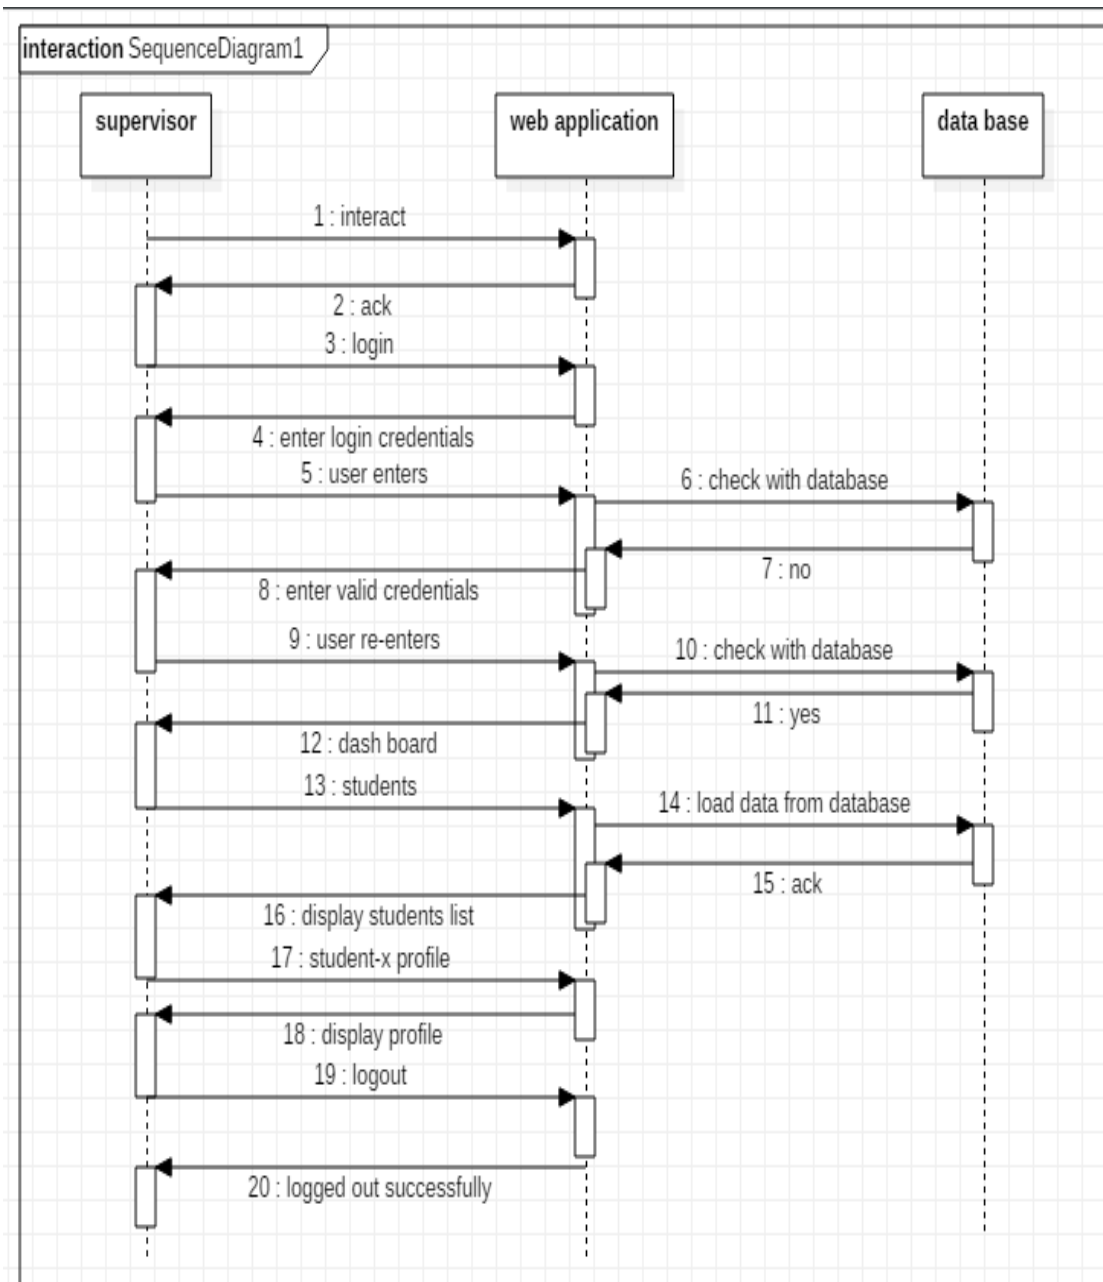 interaction SequenceDiagram1
supervisor
web application
data base
1 : interact
2 : ack
3 : login
4 : enter login credentials
5 : user enters
6 : check with database
7 : no
8 : enter valid credentials
9 : user re-enters
10 : check with database
11 : yes
12 : dash board
13 : students
14 : load data from database
15 : ack
16 : display students list
17 : student-x profile
18 : display profile
19 : logout
20 : logged out successfully